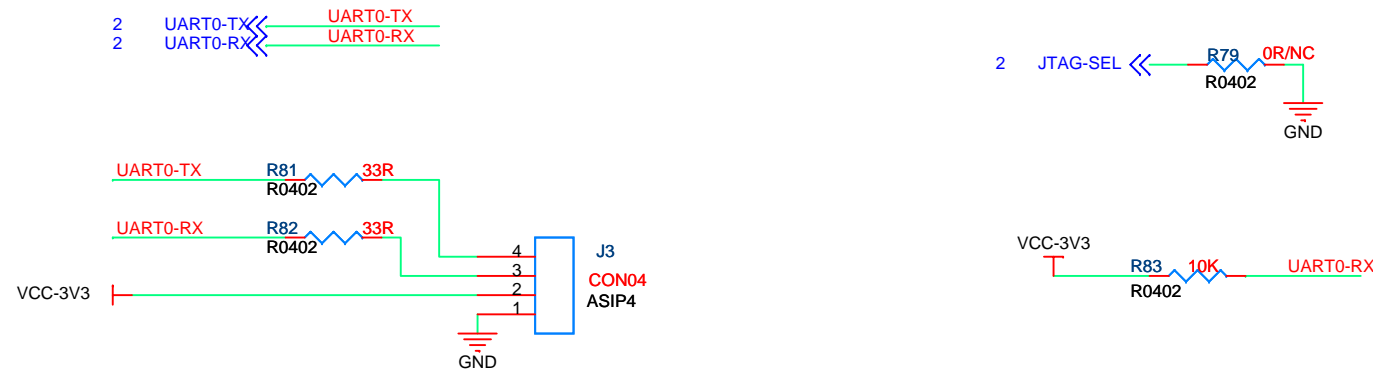 2 UART0-TX UART0-TX
2 UART0-RX UART0-RX
2 JTAG-SEL R79 0R/NC
R0402
GND
UART0-TX R81 33R
R0402
UART0-RX R82 33R
R0402
4 J3
3 CON04
VCC-3V3 2 ASIP4
1
GND
VCC-3V3
R83 10K UART0-RX
R0402